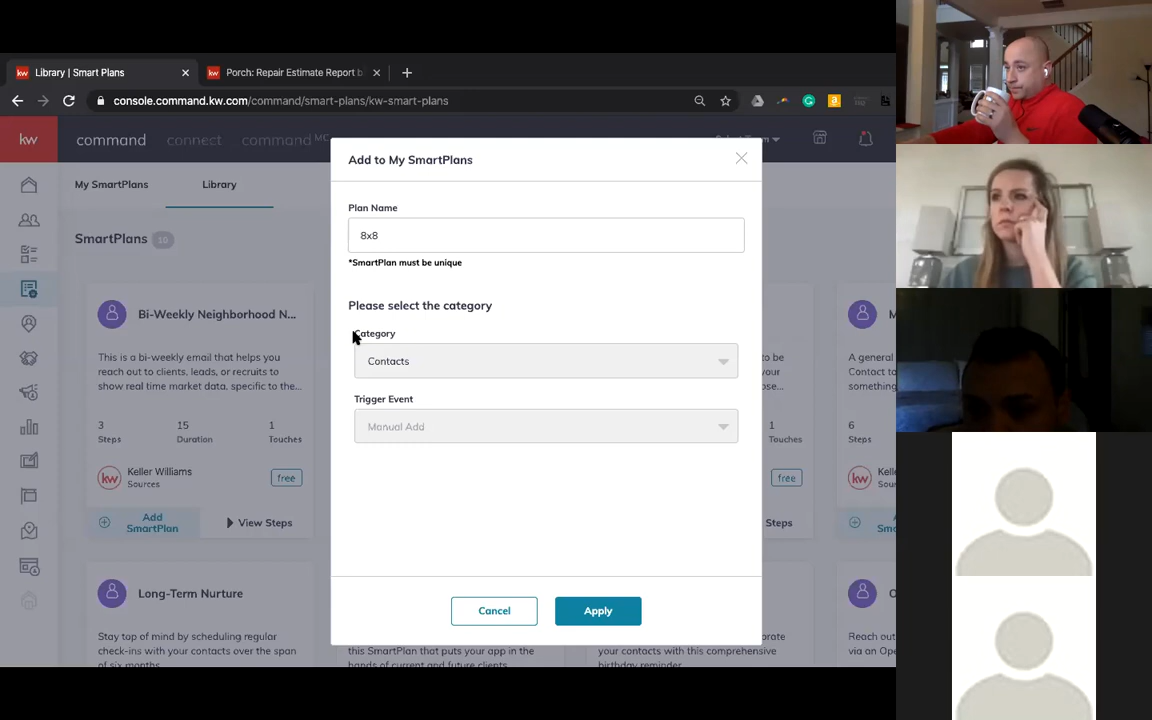 Library | Smart Plans
Porch: Repair Estimate Report b
console.command.kw.com/command/smart-plans/kw-smart-plans
kw
command
connect
command MC
My SmartPlans
Library
SmartPlans 10
Add to My SmartPlans
Plan Name
8x8
*SmartPlan must be unique
Please select the category
Category
Contacts
Trigger Event
Manual Add
Cancel
Apply
Bi-Weekly Neighborhood N...
This is a bi-weekly email that helps you
reach out to clients, leads, or recruits to
show real time market data, specific to the...
3
15
1
Steps
Duration
Touches
Keller Williams
Sources
free
Add
SmartPlan
View Steps
to be
your
ose...
1
Touches
free
Steps
M
A general
Contact to
something
6
Steps
kw
Long-Term Nurture
Stay top of mind by scheduling regular
check-ins with your contacts over the span
of six months.
this SmartPlan that puts your app in the
hands of current and future clients.
orate
your contacts with this comprehensive
birthday reminder.
O
Reach out
via an Ope